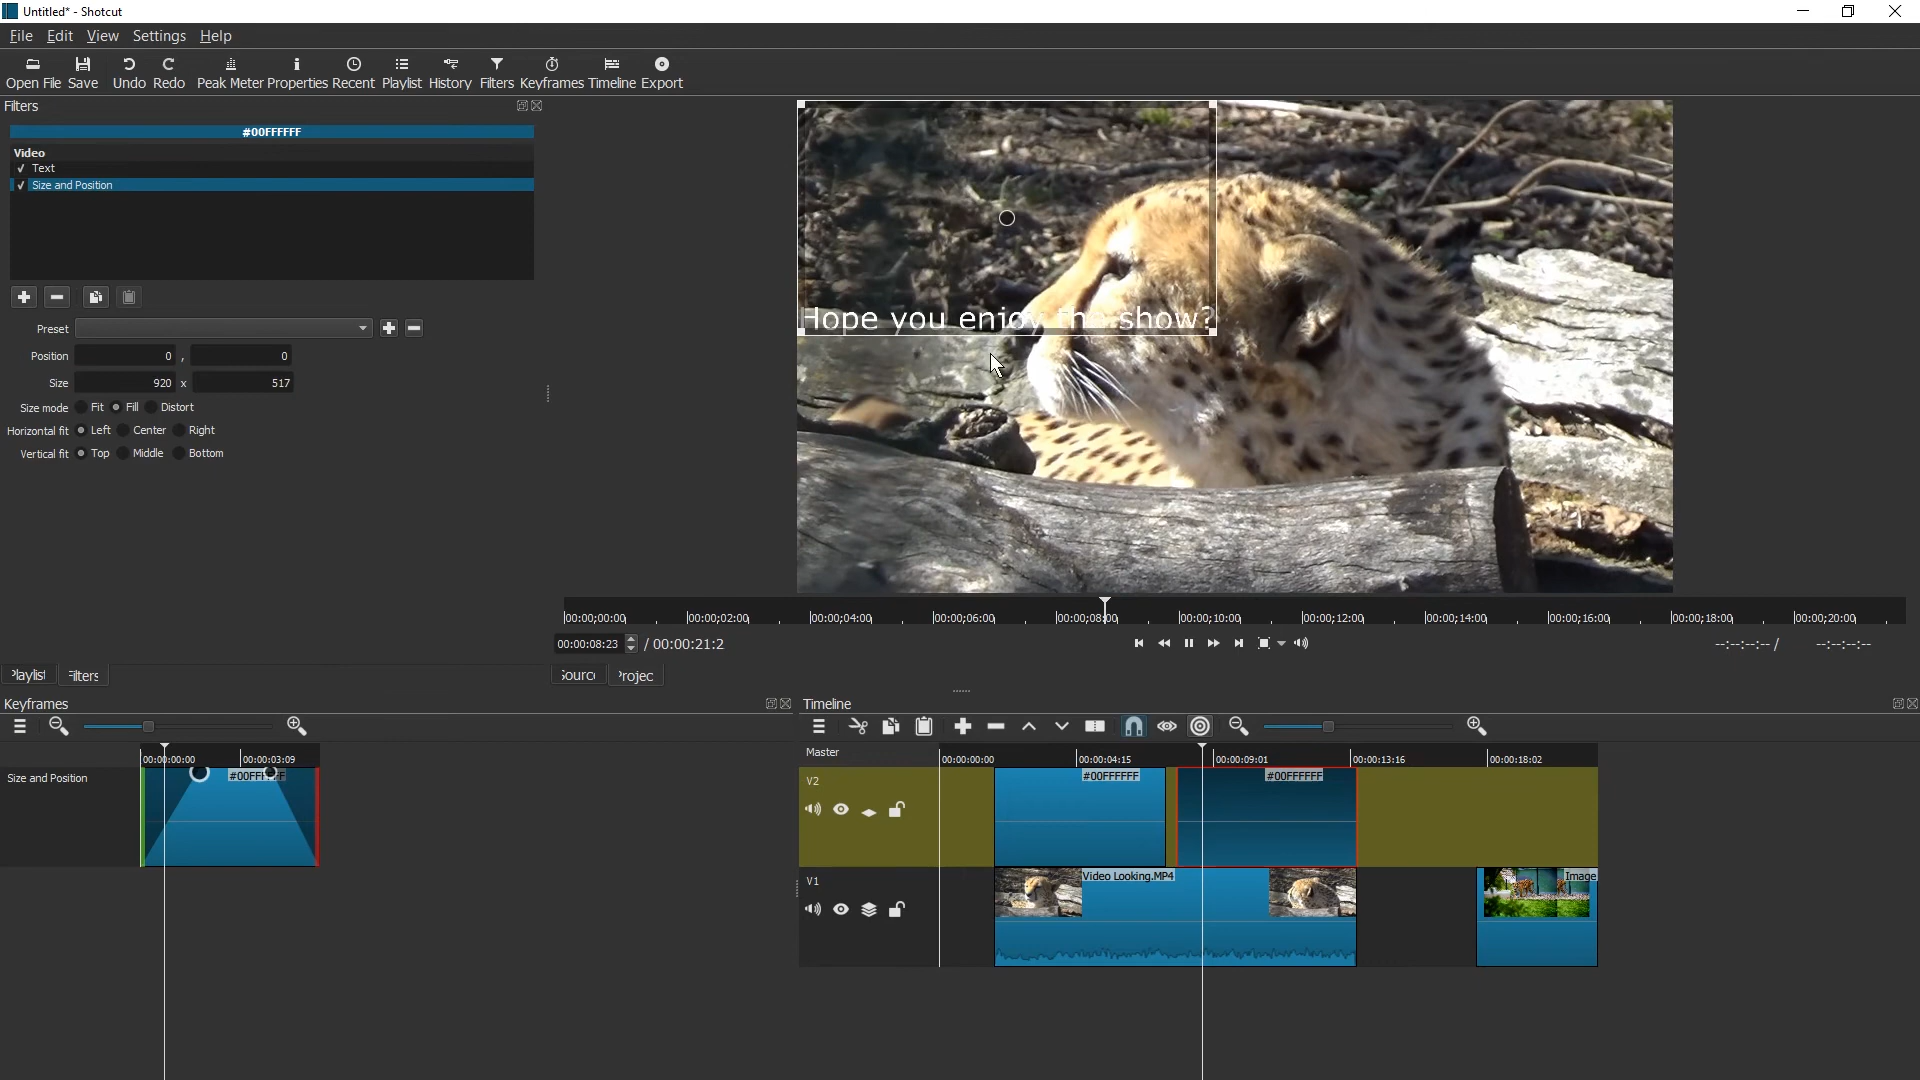 Untitled* - Shotcut
File Edit View Settings Help
Open File Save Undo Redo Peak Meter Properties Recent Playlist History Filters Keyframes Timeline Export
Filters
#00FFFFFF
Video
✓ Text
✓ Size and Position
Preset
Position 0 , 0
Size 920 x 517
Size mode Fit Fill Distort
Horizontal fit Left Center Right
Vertical fit Top Middle Bottom
Hope you enjoy the show?
00:00;00;00 00:00;02:00 00:00;04:00 00:00;06:00 00:00;08:00 00:00;10:00 00:00;12:00 00:00;14:00 00:00;16:00 00:00;18:00 00:00;20:00
00:00:08:23 / 00:00:21:2
--:--:--:-- / --:--:--:--
Playlist Filters
Sourc Projec
Keyframes
00:00:00:00 00:00:03:09
Size and Position
Timeline
Master
00:00:00:00 00:00:04:15 00:00:09:01 00:00:13:16 00:00:18:02
V2
#00FFFFFF #00FFFFFF
V1
Video Looking.MP4
Image